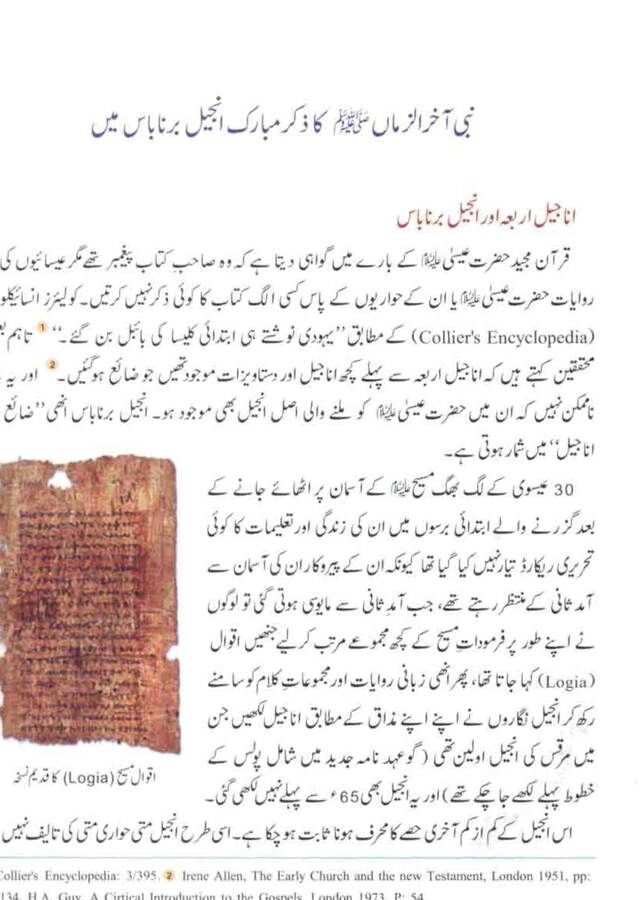 نبی آخر الزماں ﷺ کا ذکر مبارک انجیل برناباس میں
اناجیل اربعہ اور انجیل برناباس
قرآن مجید حضرت عیسیٰ علیہ السلام کے بارے میں گواہی دیتا ہے کہ وہ صاحبِ کتاب پیغمبر تھے مگر عیسائیوں کی
روایات حضرت عیسیٰ علیہ السلام یا ان کے حواریوں کے پاس کسی الگ کتاب کا کوئی ذکر نہیں کرتیں۔ کولیئرز انسائیکلو
(Collier's Encyclopedia) کے مطابق ”یہودی نوشتے ہی ابتدائی کلیسا کی بائبل بن گئے۔“ 1 تاہم
محققین کہتے ہیں کہ اناجیل اربعہ سے پہلے کچھ اناجیل اور دستاویزات موجود تھیں جو ضائع ہوگئیں۔ 2 اور یہ
ناممکن نہیں کہ ان میں حضرت عیسیٰ علیہ السلام کو ملنے والی اصل انجیل بھی موجود ہو۔ انجیل برناباس انھی ”ضائع
اناجیل“ میں شمار ہوتی ہے۔
30 عیسوی کے لگ بھگ مسیح علیہ السلام کے آسمان پر اٹھائے جانے کے
بعد گزرنے والے ابتدائی برسوں میں ان کی زندگی اور تعلیمات کا کوئی
تحریری ریکارڈ تیار نہیں کیا گیا تھا کیونکہ ان کے پیروکار ان کی آسمان سے
آمد ثانی کے منتظر رہتے تھے، جب آمدِ ثانی سے مایوسی ہوتی گئی تو لوگوں
نے اپنے طور پر فرموداتِ مسیح کے کچھ مجموعے مرتب کر لیے جنھیں اقوال
(Logia) کہا جاتا تھا، پھر انھی زبانی روایات اور مجموعاتِ کلام کو سامنے
رکھ کر انجیل نگاروں نے اپنے اپنے مذاق کے مطابق اناجیل لکھیں جن
میں مرقس کی انجیل اولین تھی (گو عہد نامہ جدید میں شامل پولس کے
خطوط پہلے لکھے جا چکے تھے) اور یہ انجیل بھی 65ء سے پہلے نہیں لکھی گئی۔
اقوال مسیح (Logia) کا قدیم نسخہ
اس انجیل کے کم از کم آخری حصے کا محرف ہونا ثابت ہو چکا ہے۔ اسی طرح انجیل متی حواری متی کی تالیف نہیں
Collier's Encyclopedia: 3/395. 2 Irene Allen, The Early Church and the new Testament, London 1951, pp:
134, H.A. Guy, A Cirtical Introduction to the Gospels, London 1973, P: 54